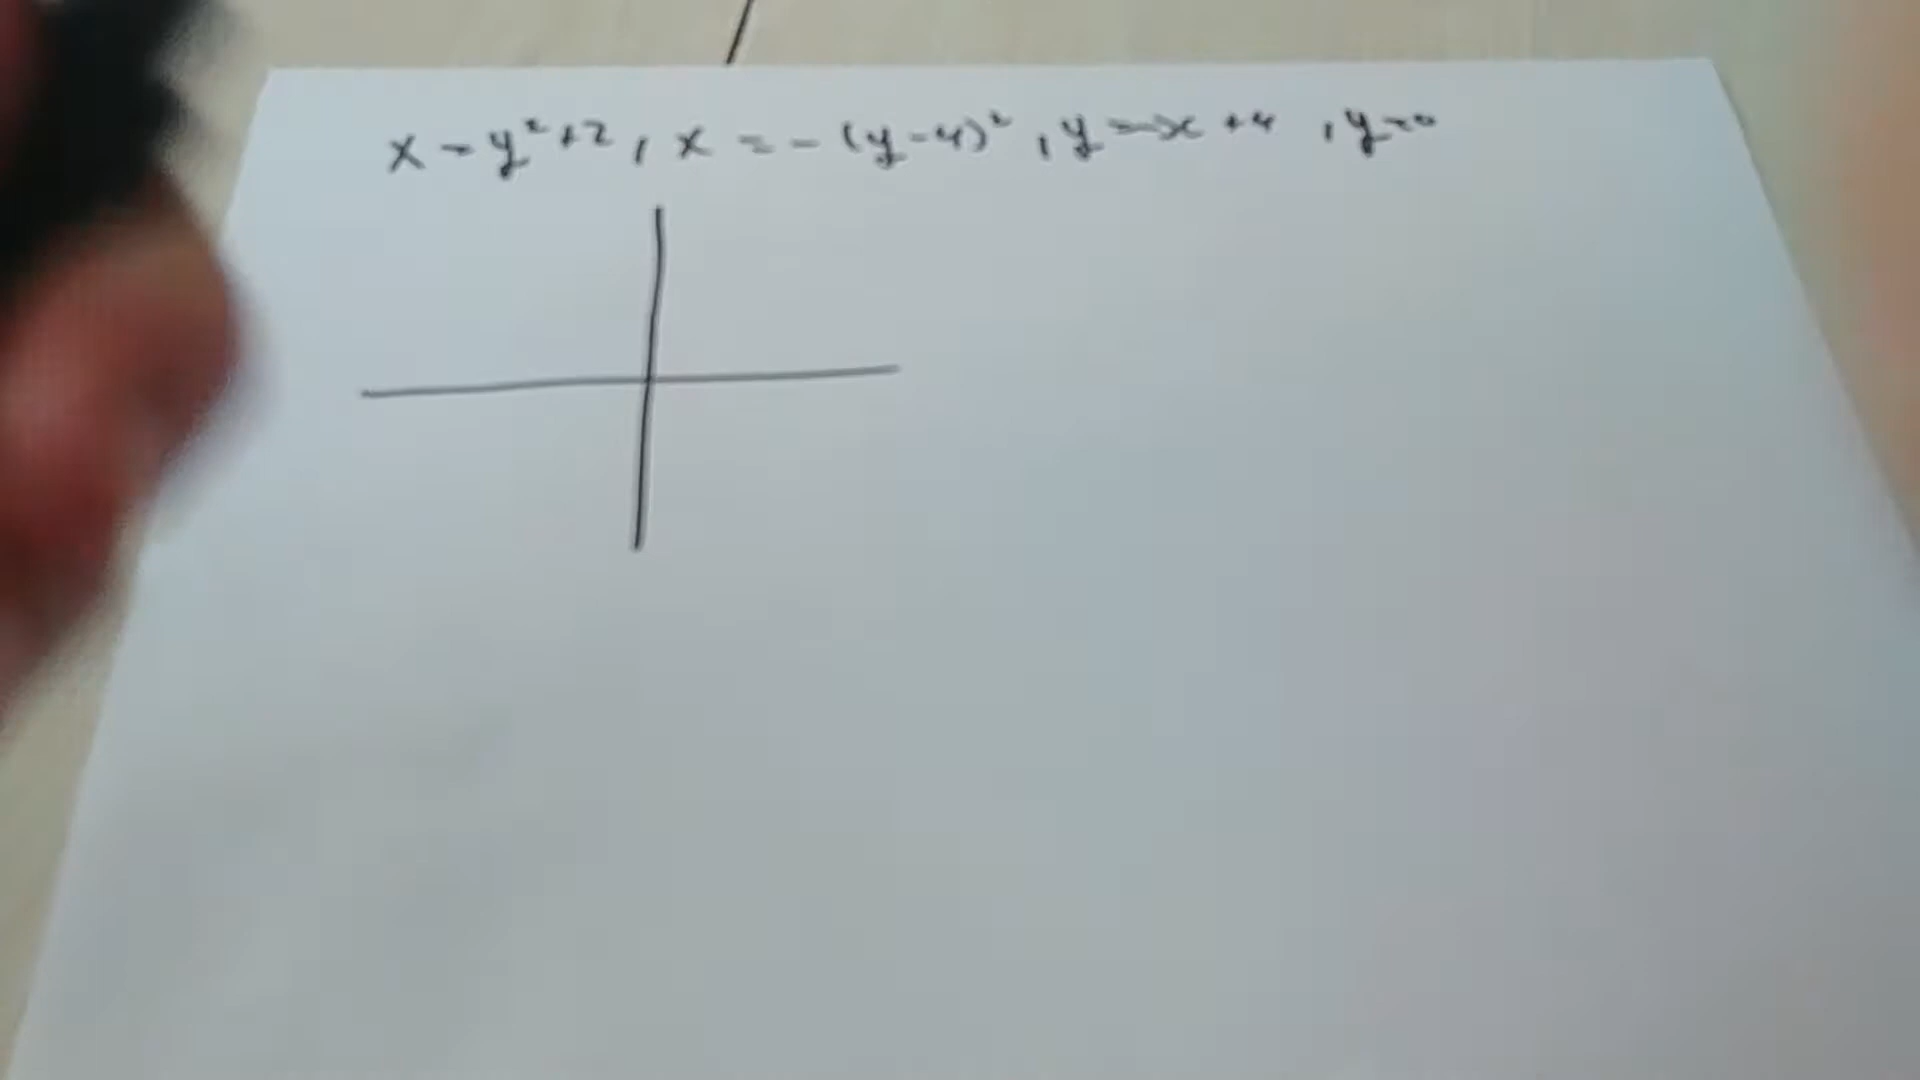 x = y² + 2 , x = - (y - 4)² , y = -x + 4 , y = 0